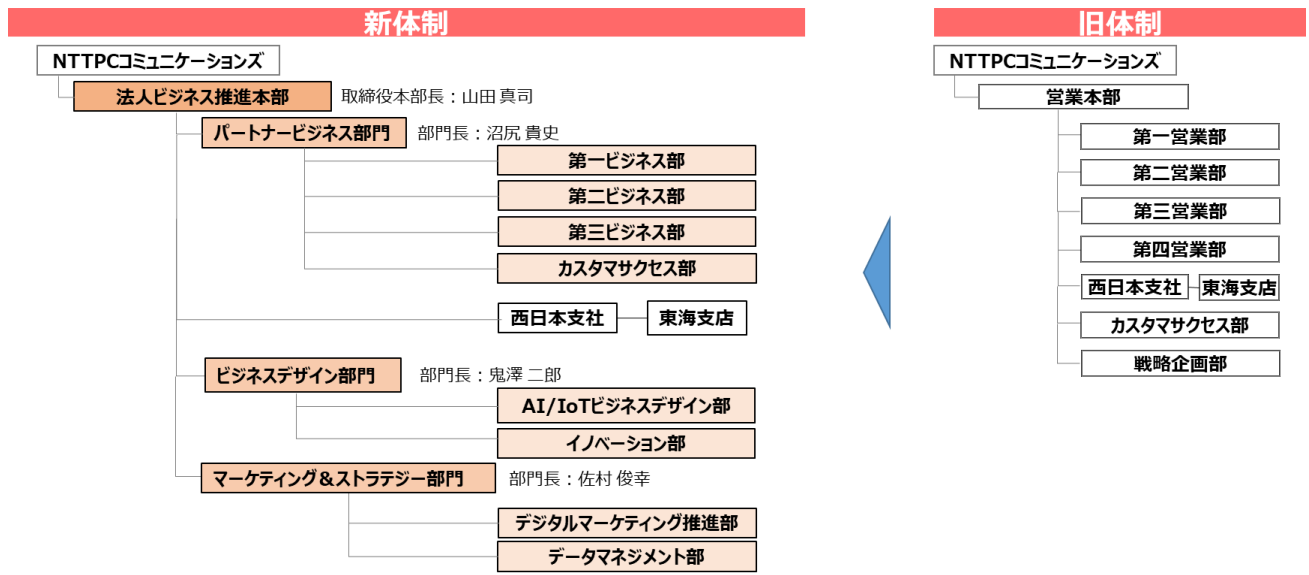 新体制
NTTPCコミュニケーションズ
法人ビジネス推進本部 取締役本部長：山田 真司
パートナービジネス部門 部門長：沼尻 貴史
第一ビジネス部
第二ビジネス部
第三ビジネス部
カスタマサクセス部
西日本支社 東海支店
ビジネスデザイン部門 部門長：鬼澤 二郎
AI/IoTビジネスデザイン部
イノベーション部
マーケティング＆ストラテジー部門 部門長：佐村 俊幸
デジタルマーケティング推進部
データマネジメント部
旧体制
NTTPCコミュニケーションズ
営業本部
第一営業部
第二営業部
第三営業部
第四営業部
西日本支社 東海支店
カスタマサクセス部
戦略企画部